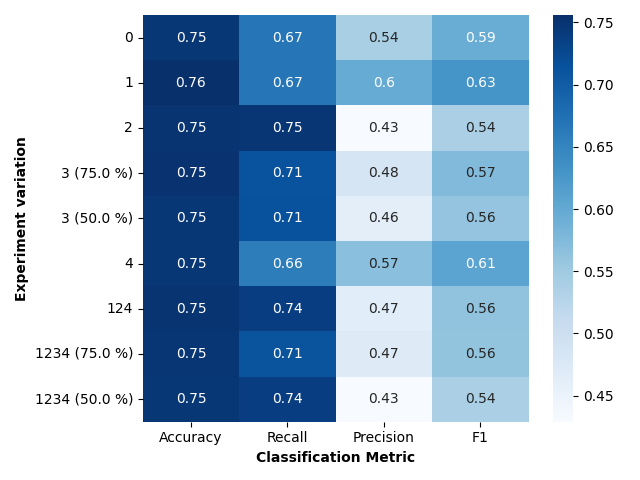 0 0.75 0.67 0.54 0.59
1 0.76 0.67 0.6 0.63
2 0.75 0.75 0.43 0.54
3 (75.0 %) 0.75 0.71 0.48 0.57
3 (50.0 %) 0.75 0.71 0.46 0.56
4 0.75 0.66 0.57 0.61
124 0.75 0.74 0.47 0.56
1234 (75.0 %) 0.75 0.71 0.47 0.56
1234 (50.0 %) 0.75 0.74 0.43 0.54
Accuracy Recall Precision F1
Classification Metric
Experiment variation
0.75
0.70
0.65
0.60
0.55
0.50
0.45